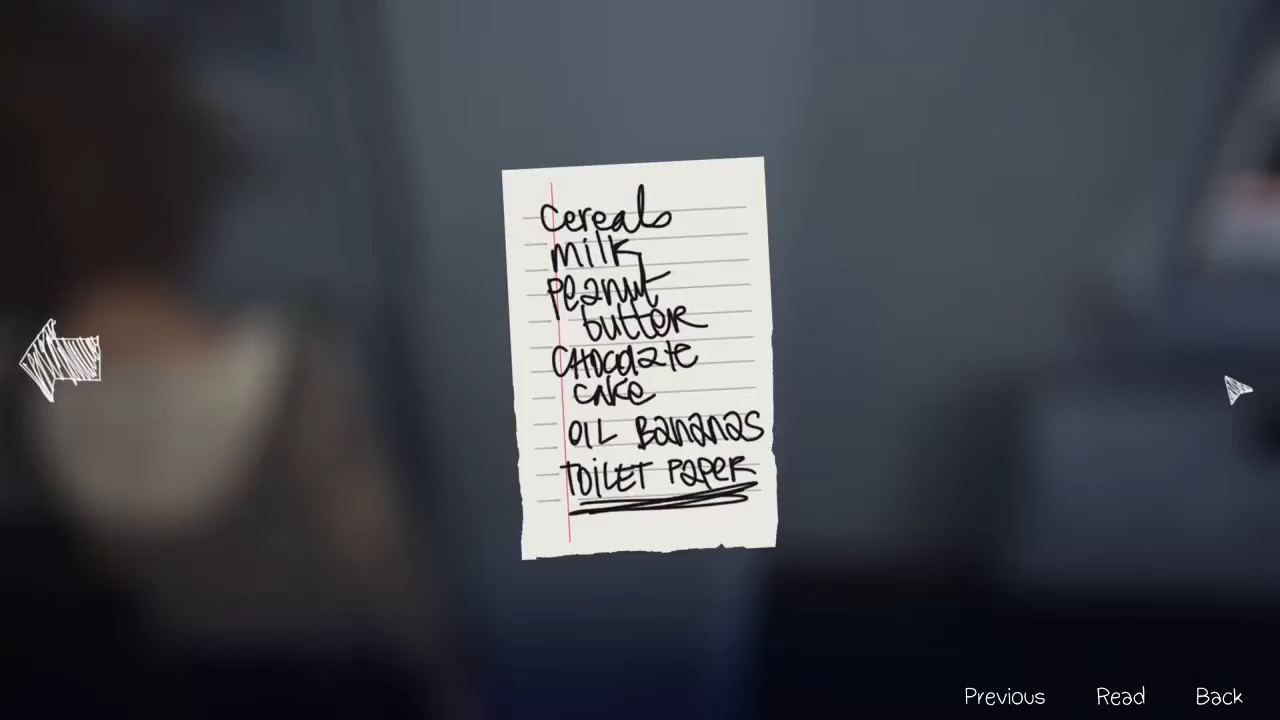 cereals
milk
peanut
butter
CHocolate
cake
OIL Bananas
TOILET PaPER
Previous Read Back